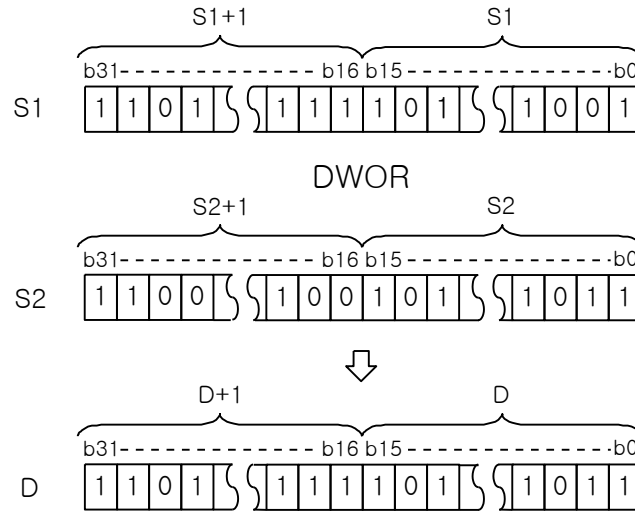 S1+1 S1
b31 b16 b15 b0
S1 1 1 0 1 1 1 1 1 0 1 1 0 0 1
DWOR
S2+1 S2
b31 b16 b15 b0
S2 1 1 0 0 1 0 0 1 0 1 1 0 1 1
D+1 D
b31 b16 b15 b0
D 1 1 0 1 1 1 1 1 0 1 1 0 1 1